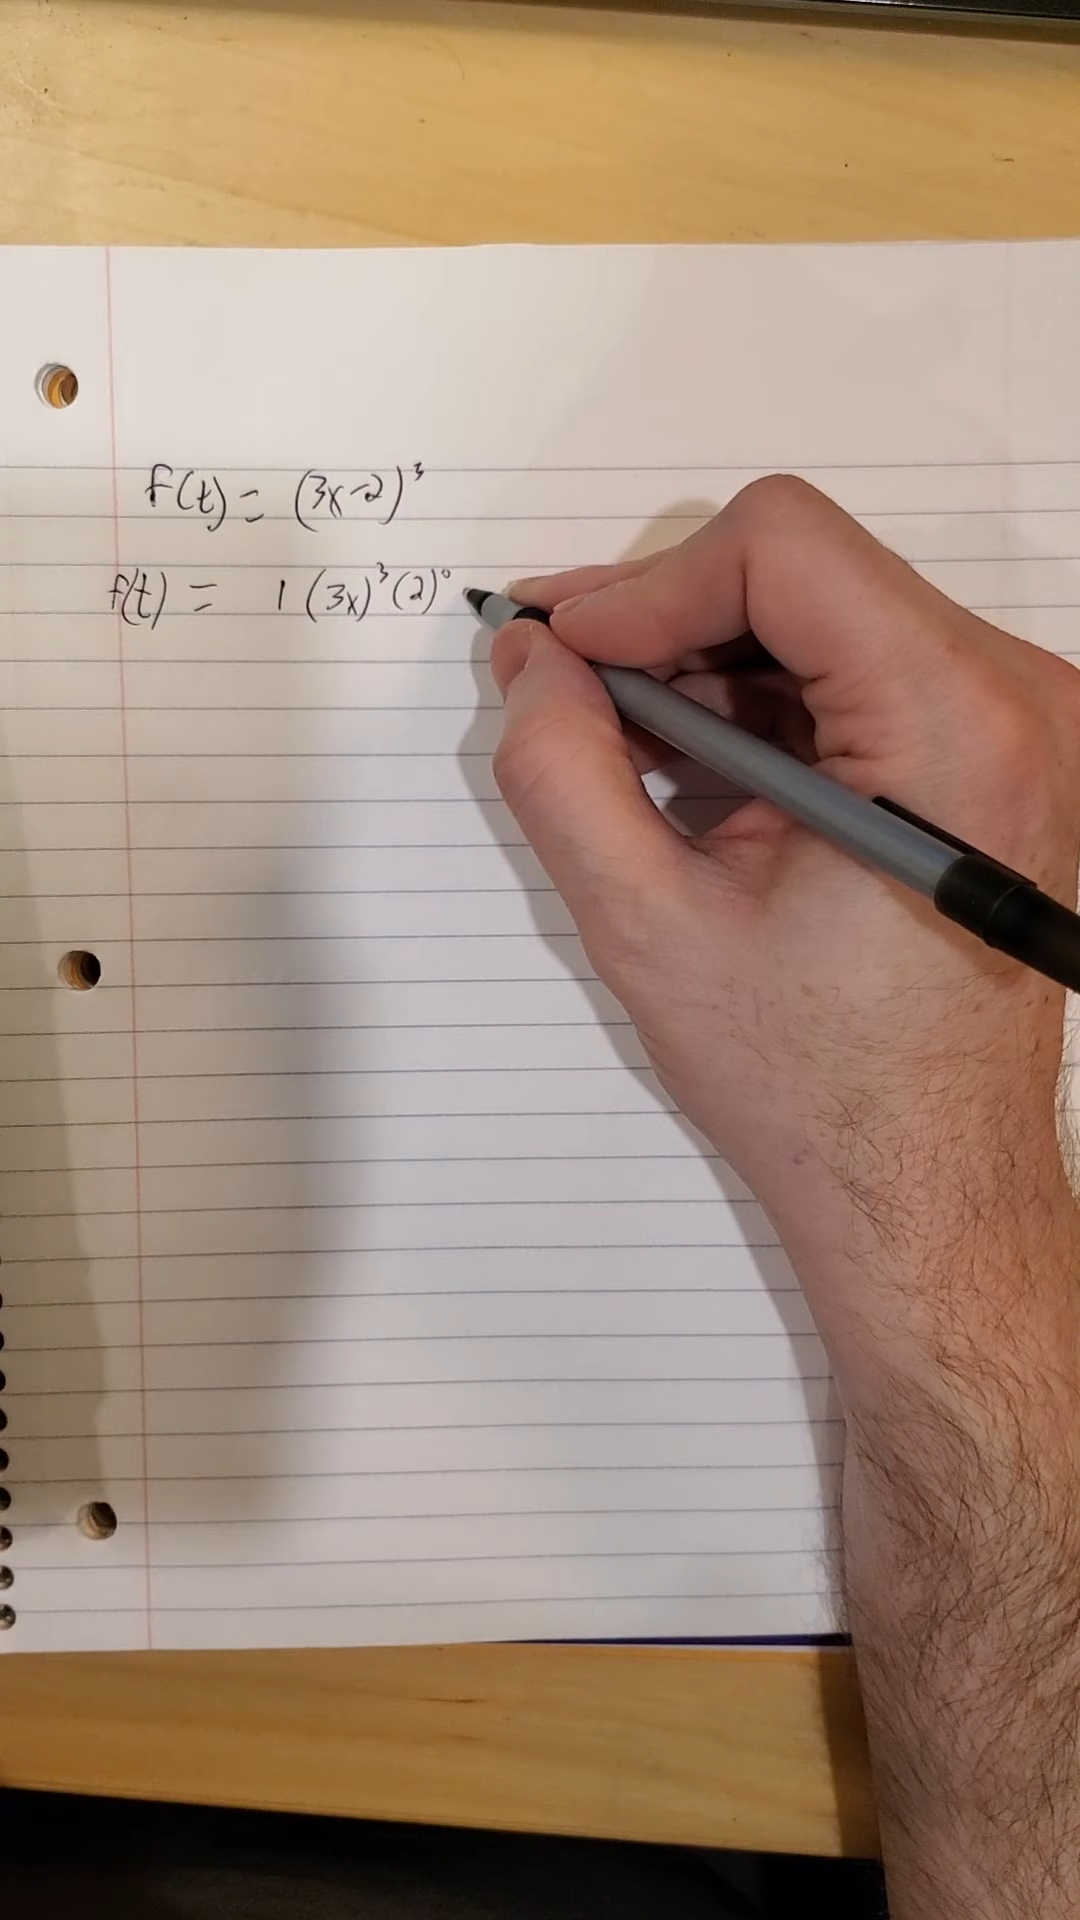 f(t) = (3x-2)³
f(t) = 1 (3x)³ (2)⁰